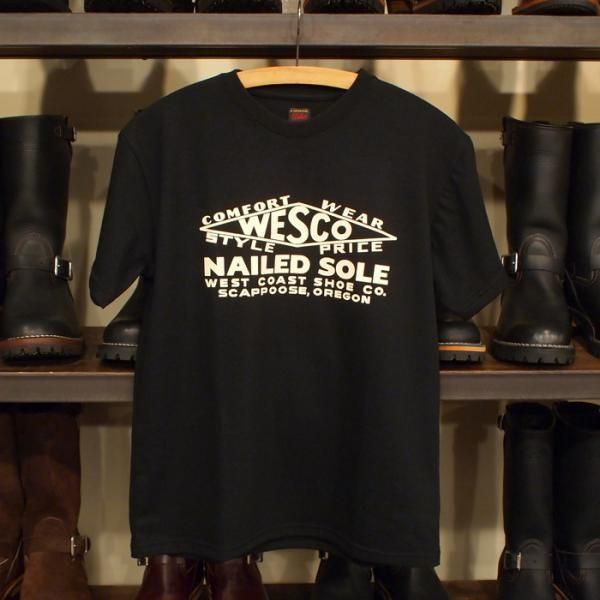 COMFORT WEAR
WESCO
STYLE PRICE
NAILED SOLE
WEST COAST SHOE CO.
SCAPPOOSE, OREGON